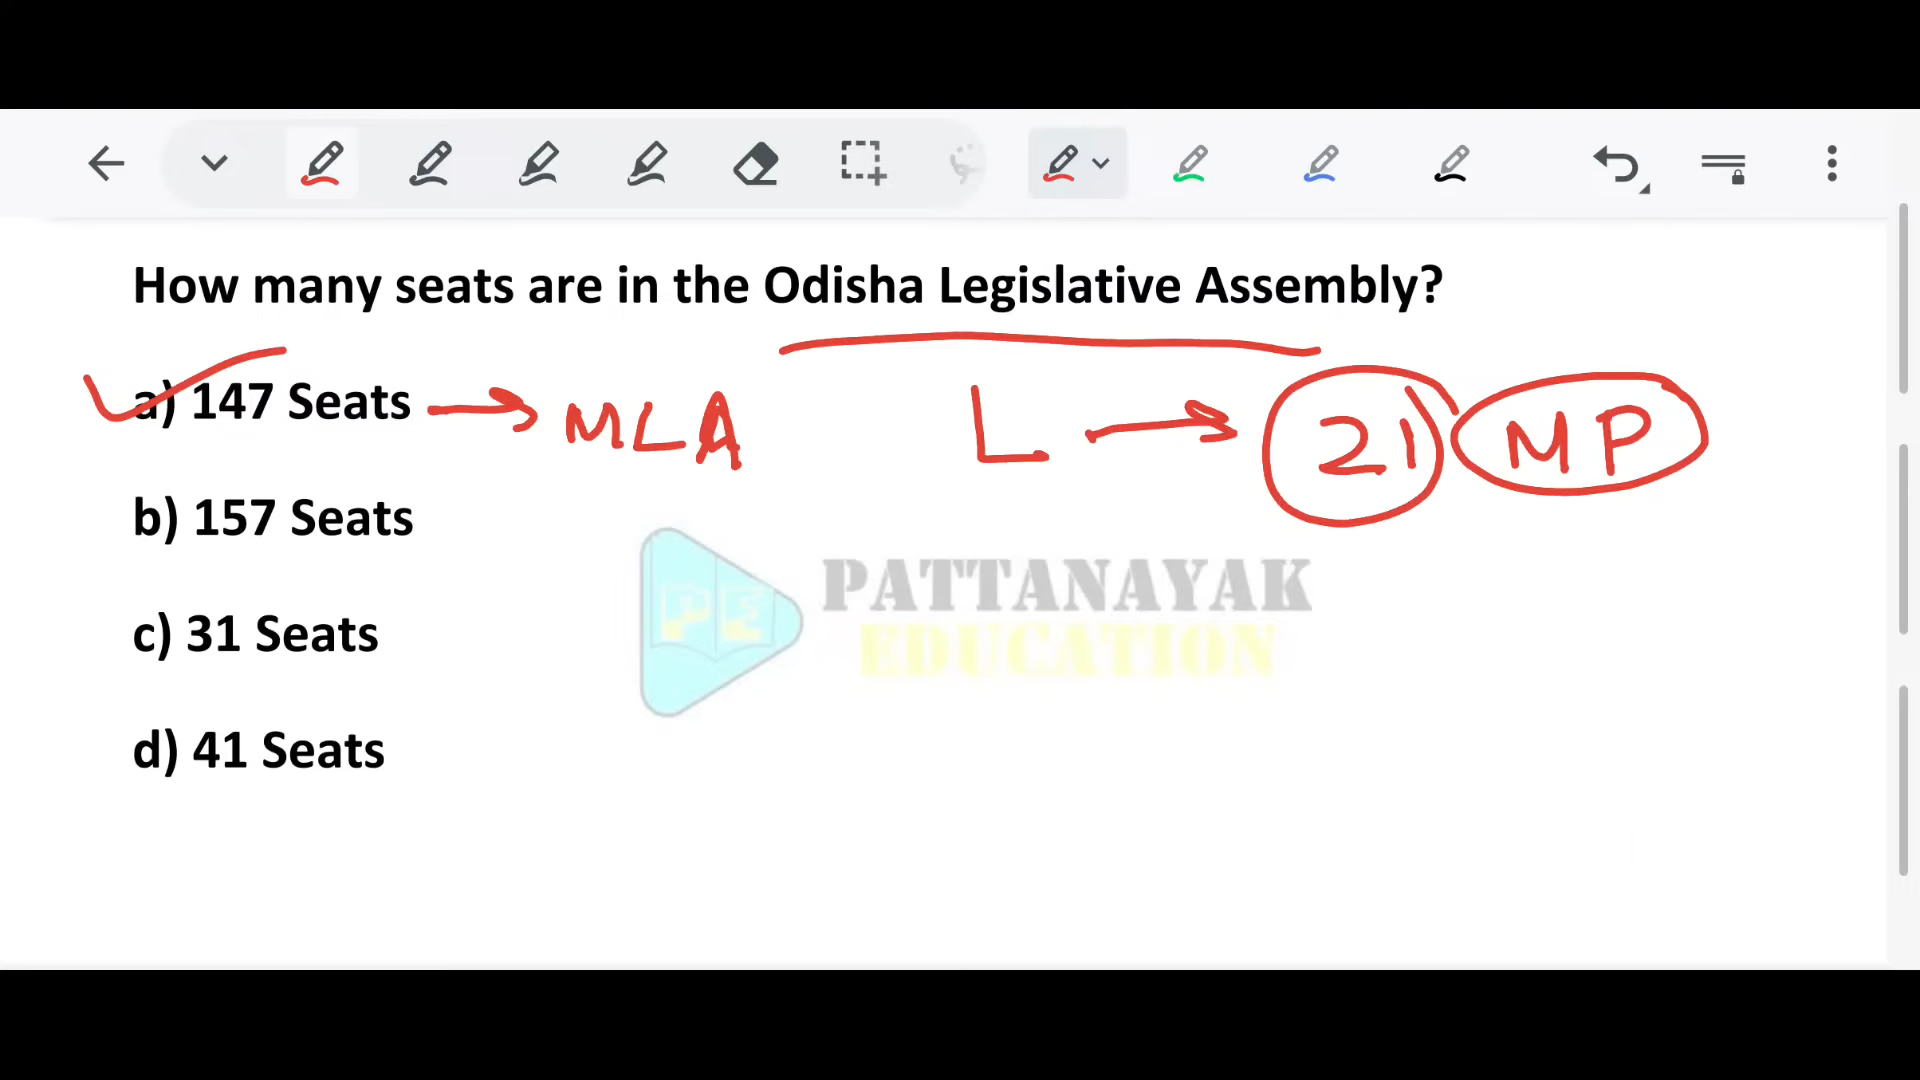 How many seats are in the Odisha Legislative Assembly?
a) 147 Seats → MLA L → 21 MP
b) 157 Seats
PATTANAYAK
PE
EDUCATION
c) 31 Seats
d) 41 Seats